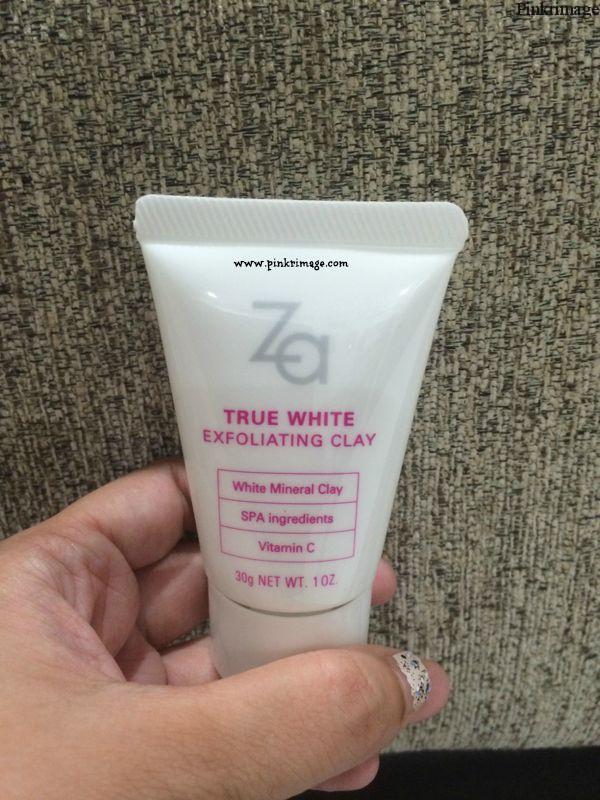 Pinkrimage
www.pinkrimage.com
Za
TRUE WHITE
EXFOLIATING CLAY
White Mineral Clay
SPA ingredients
Vitamin C
30g NET WT. 1 OZ.